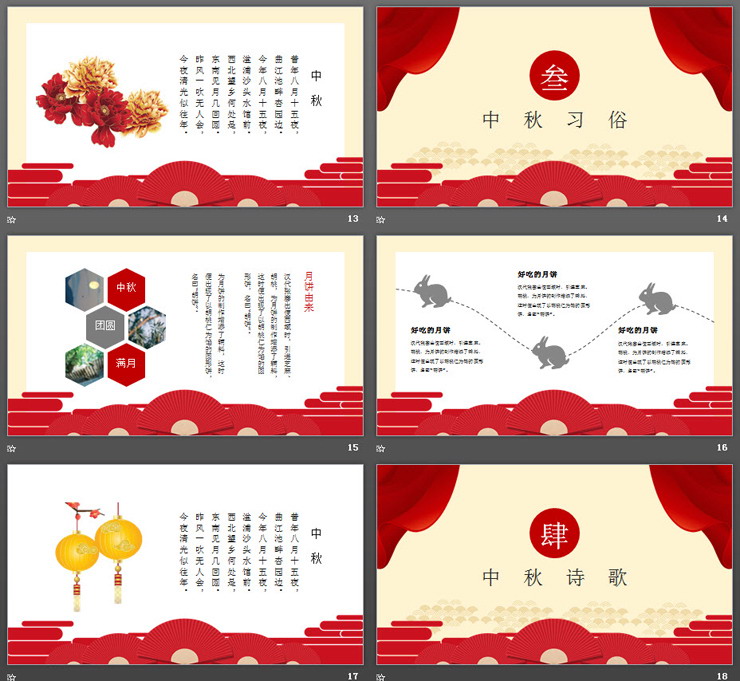 中秋
昔年八月十五夜，
曲江池畔杏园边。
今年八月十五夜，
湓浦沙头水馆前。
西北望乡何处是，
东南见月几回圆。
昨风一吹无人会，
今夜清光似往年。
13
叁
中秋习俗
14
中秋
团圆
满月
月饼由来
汉代张骞出使西域时，引进芝麻、
胡桃，为月饼的制作增添了辅料，
这时便出现了以胡桃仁为馅的圆
形饼，名曰“胡饼”。
为月饼的制作增添了辅料，这时
便出现了以胡桃仁为馅的圆形饼，
名曰“胡饼”。
15
好吃的月饼
汉代张骞出使西域时，引进芝麻、
胡桃，为月饼的制作增添了辅料，
这时便出现了以胡桃仁为馅的圆形
饼，名曰“胡饼”。
好吃的月饼
汉代张骞出使西域时，引进芝麻、
胡桃，为月饼的制作增添了辅料，
这时便出现了以胡桃仁为馅的圆形
饼，名曰“胡饼”。
好吃的月饼
汉代张骞出使西域时，引进芝麻、
胡桃，为月饼的制作增添了辅料，
这时便出现了以胡桃仁为馅的圆形
饼，名曰“胡饼”。
16
中秋
昔年八月十五夜，
曲江池畔杏园边。
今年八月十五夜，
湓浦沙头水馆前。
西北望乡何处是，
东南见月几回圆。
昨风一吹无人会，
今夜清光似往年。
17
肆
中秋诗歌
18